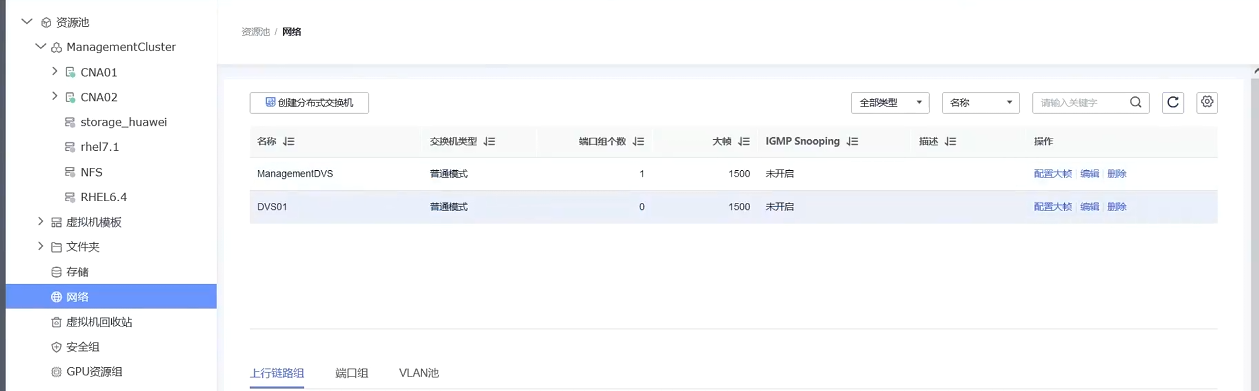 资源池
ManagementCluster
CNA01
CNA02
storage_huawei
rhel7.1
NFS
RHEL6.4
虚拟机模板
文件夹
存储
网络
虚拟机回收站
安全组
GPU资源组
资源池 / 网络
创建分布式交换机 全部类型 名称 请输入关键字
名称 交换机类型 端口组个数 大帧 IGMP Snooping 描述 操作
ManagementDVS 普通模式 1 1500 未开启 配置大帧 编辑 删除
DVS01 普通模式 0 1500 未开启 配置大帧 编辑 删除
上行链路组 端口组 VLAN池